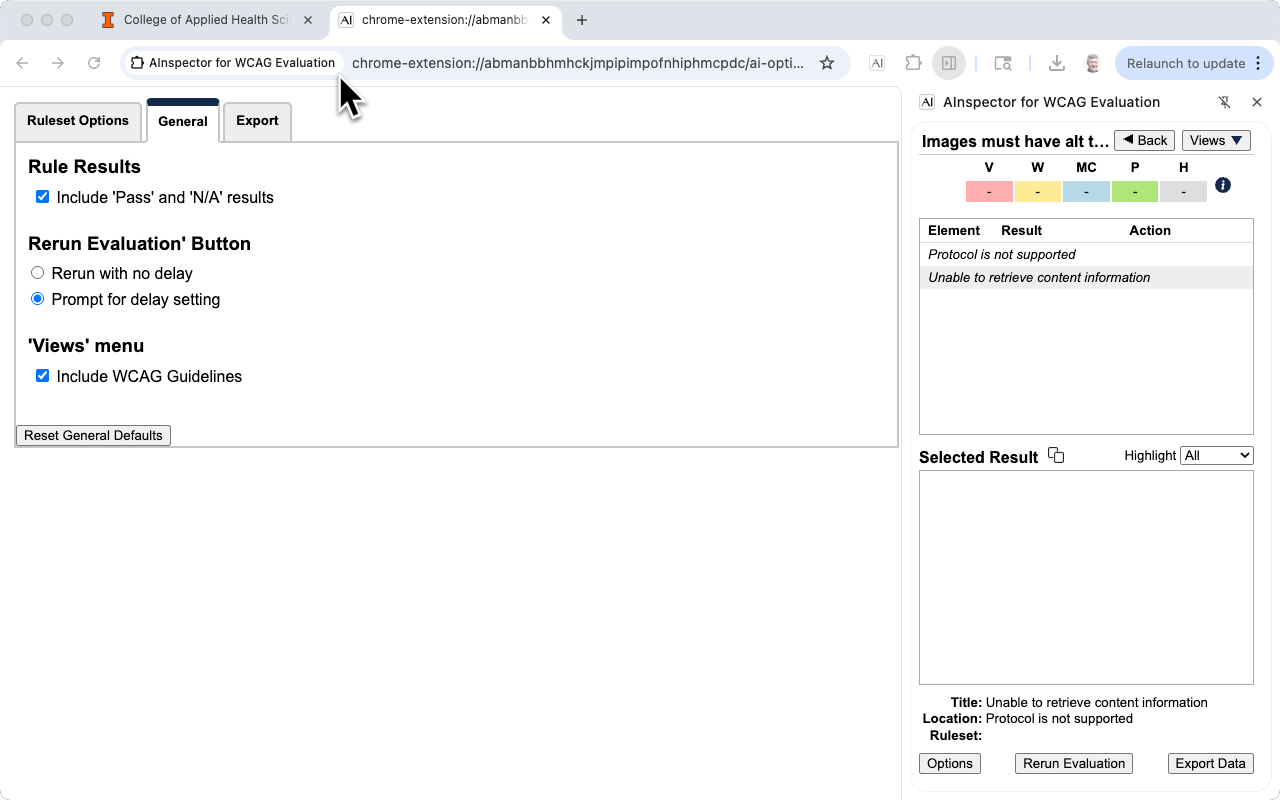 College of Applied Health Sci
AI chrome-extension://abmanbb
AInspector for WCAG Evaluation chrome-extension://abmanbbhmhckjmpipimpofnhiphmcpdc/ai-opti... AI Relaunch to update
Ruleset Options General Export
Rule Results
Include 'Pass' and 'N/A' results
Rerun Evaluation' Button
Rerun with no delay
Prompt for delay setting
'Views' menu
Include WCAG Guidelines
Reset General Defaults
AI AInspector for WCAG Evaluation
Images must have alt t... Back Views
V W MC P H
- - - - - i
Element Result Action
Protocol is not supported
Unable to retrieve content information
Selected Result Highlight All
Title: Unable to retrieve content information
Location: Protocol is not supported
Ruleset:
Options Rerun Evaluation Export Data